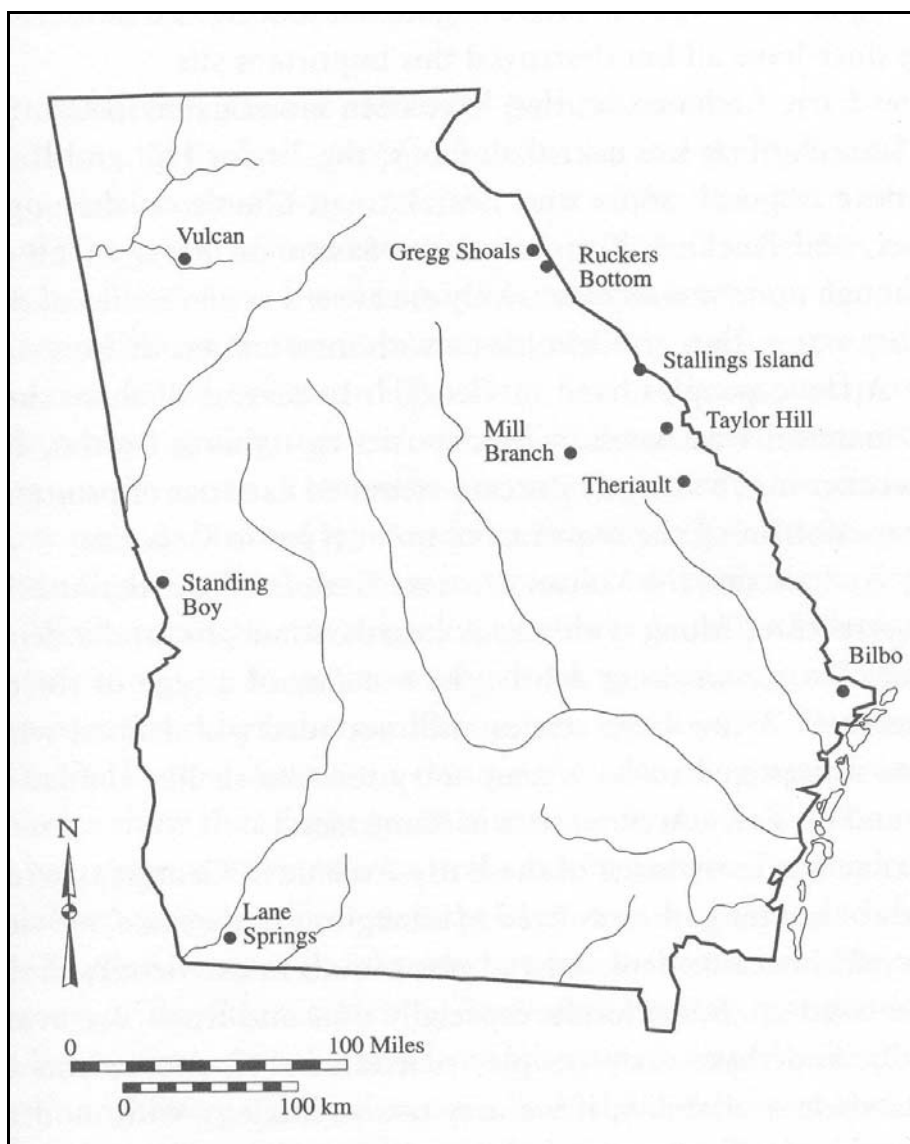 Vulcan
Gregg Shoals
Ruckers
Bottom
Stallings Island
Taylor Hill
Mill
Branch
Theriault
Standing
Boy
Bilbo
N
Lane
Springs
0 100 Miles
0 100 km